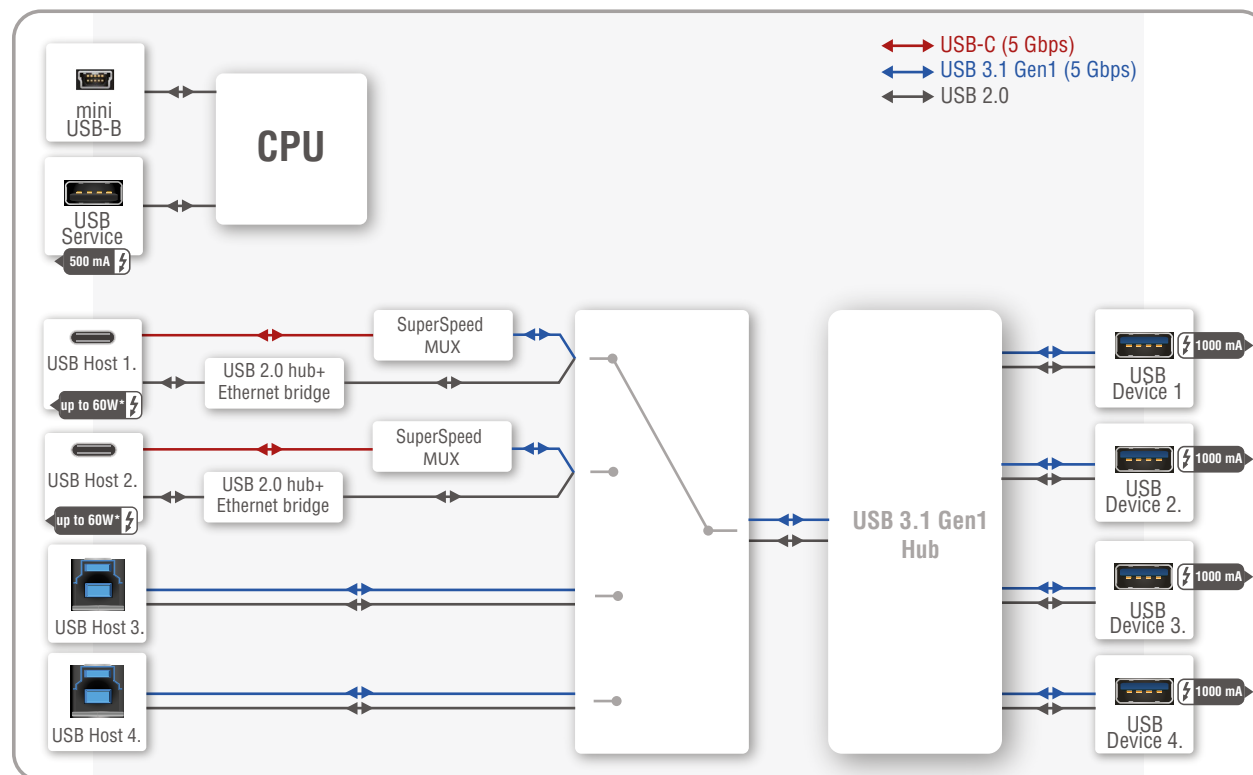 USB-C (5 Gbps)
USB 3.1 Gen1 (5 Gbps)
USB 2.0
mini
USB-B
CPU
USB
Service
500 mA
USB Host 1.
up to 60W*
SuperSpeed
MUX
USB 2.0 hub+
Ethernet bridge
USB Host 2.
up to 60W*
SuperSpeed
MUX
USB 2.0 hub+
Ethernet bridge
USB Host 3.
USB Host 4.
USB 3.1 Gen1
Hub
1000 mA
USB
Device 1
1000 mA
USB
Device 2.
1000 mA
USB
Device 3.
1000 mA
USB
Device 4.